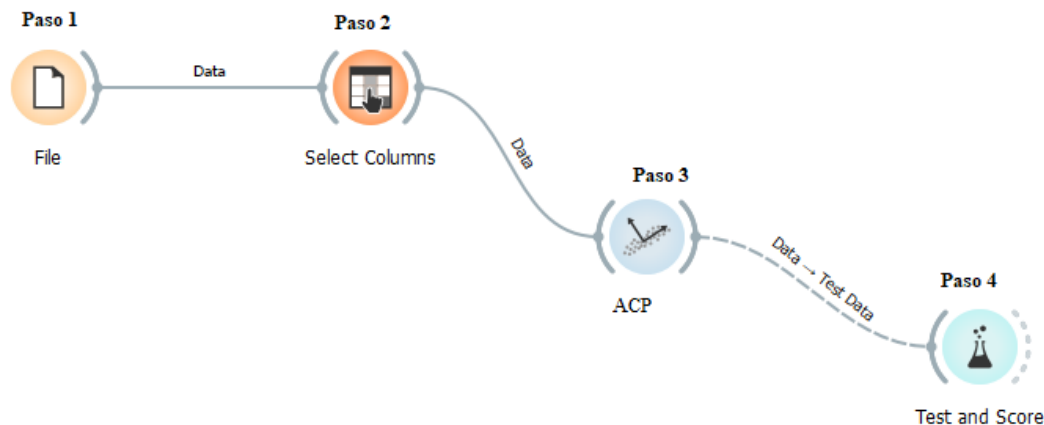 Paso 1
Paso 2
Data
File
Select Columns
Data
Paso 3
ACP
Data → Test Data
Paso 4
Test and Score